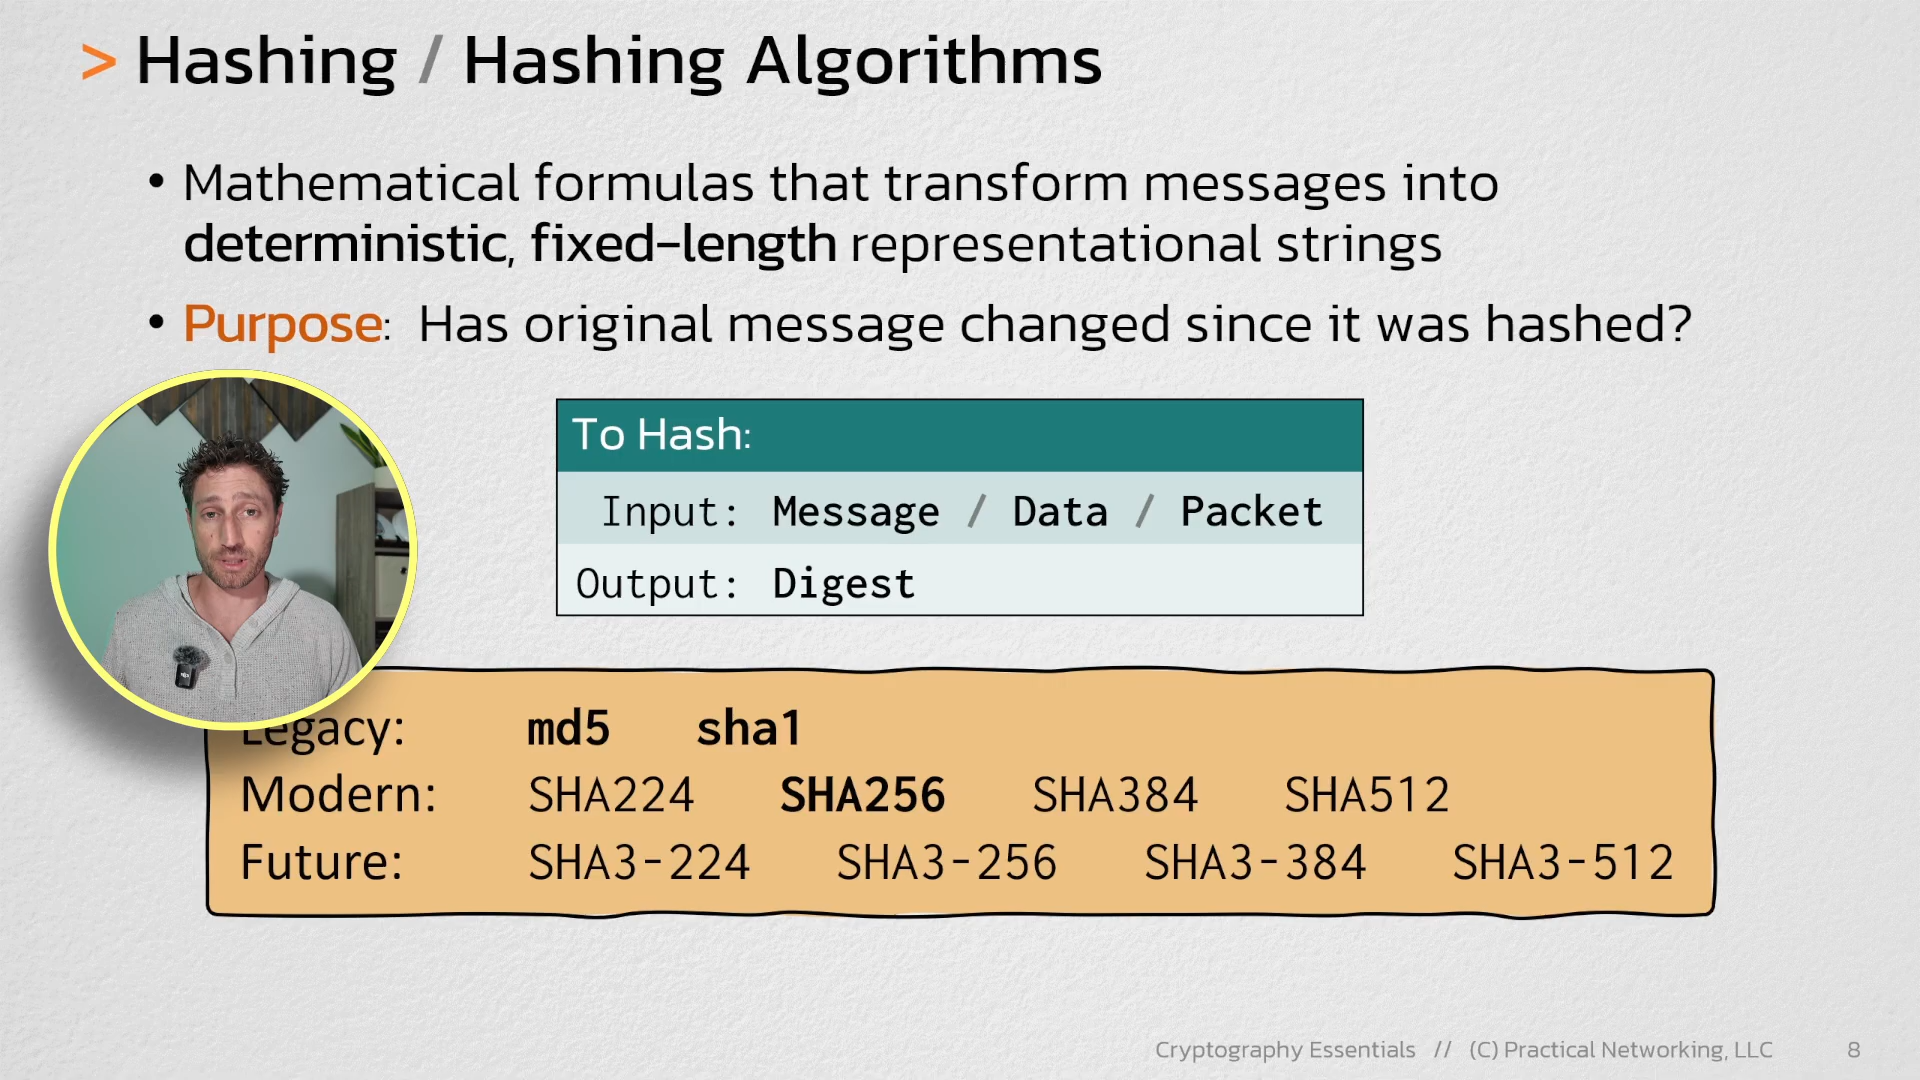 > Hashing / Hashing Algorithms
• Mathematical formulas that transform messages into
deterministic, fixed-length representational strings
• Purpose: Has original message changed since it was hashed?
To Hash:
Input: Message / Data / Packet
Output: Digest
Legacy: md5 sha1
Modern: SHA224 SHA256 SHA384 SHA512
Future: SHA3-224 SHA3-256 SHA3-384 SHA3-512
Cryptography Essentials // (C) Practical Networking, LLC 8